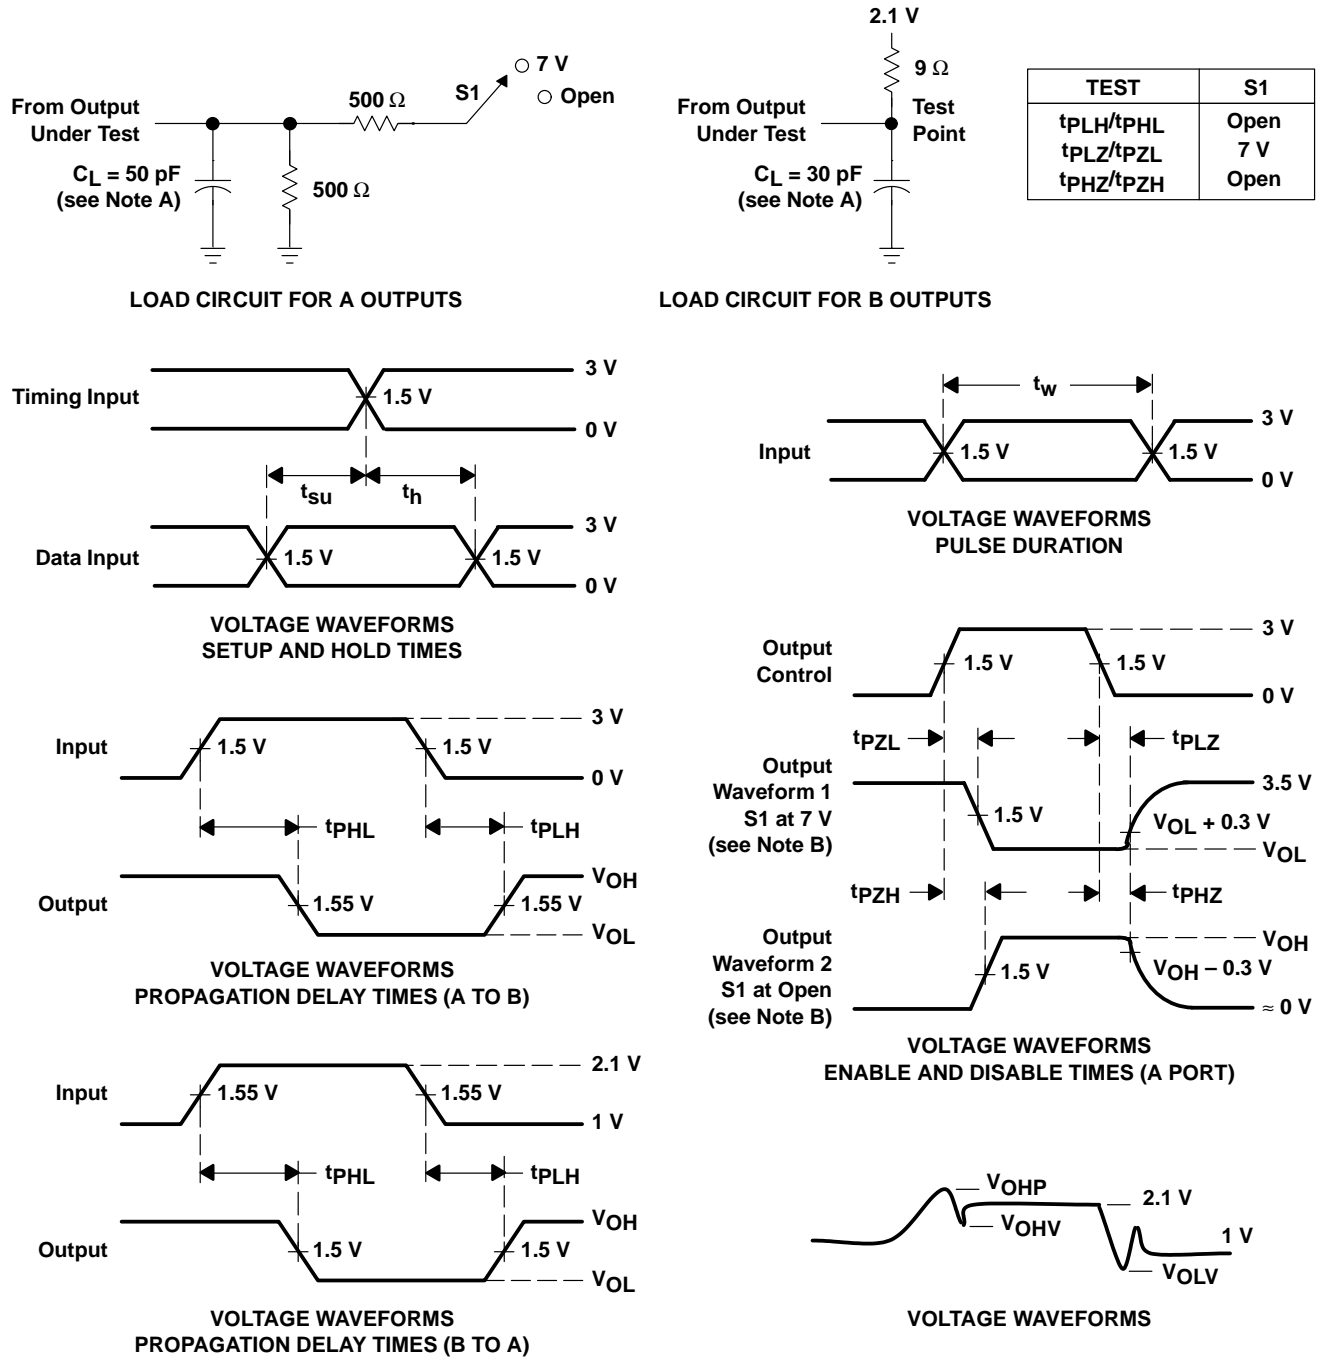 From Output
Under Test
CL = 50 pF
(see Note A)
500 Ω
500 Ω
S1
7 V
Open
LOAD CIRCUIT FOR A OUTPUTS
2.1 V
9 Ω
From Output
Under Test
Test
Point
CL = 30 pF
(see Note A)
LOAD CIRCUIT FOR B OUTPUTS
TEST S1
tPLH/tPHL Open
tPLZ/tPZL 7 V
tPHZ/tPZH Open
Timing Input
3 V
1.5 V
0 V
tsu
th
Data Input
3 V
1.5 V
1.5 V
0 V
VOLTAGE WAVEFORMS
SETUP AND HOLD TIMES
tw
Input
3 V
1.5 V
1.5 V
0 V
VOLTAGE WAVEFORMS
PULSE DURATION
Input
3 V
1.5 V
1.5 V
0 V
tPHL
tPLH
Output
VOH
1.55 V
1.55 V
VOL
VOLTAGE WAVEFORMS
PROPAGATION DELAY TIMES (A TO B)
Output
Control
3 V
1.5 V
1.5 V
0 V
tPZL
tPLZ
Output
Waveform 1
S1 at 7 V
(see Note B)
3.5 V
1.5 V
VOL + 0.3 V
VOL
tPZH
tPHZ
Output
Waveform 2
S1 at Open
(see Note B)
VOH
1.5 V
VOH – 0.3 V
≈ 0 V
VOLTAGE WAVEFORMS
ENABLE AND DISABLE TIMES (A PORT)
Input
2.1 V
1.55 V
1.55 V
1 V
tPHL
tPLH
Output
VOH
1.5 V
1.5 V
VOL
VOLTAGE WAVEFORMS
PROPAGATION DELAY TIMES (B TO A)
VOHP
2.1 V
VOHV
1 V
VOLV
VOLTAGE WAVEFORMS